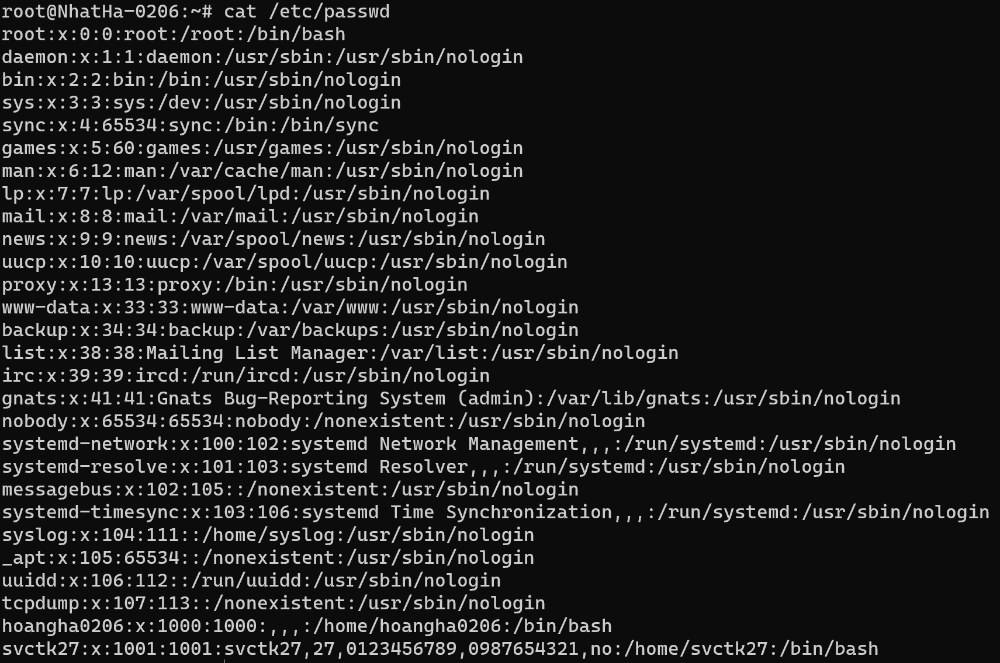 root@NhatHa-0206:~# cat /etc/passwd
root:x:0:0:root:/root:/bin/bash
daemon:x:1:1:daemon:/usr/sbin:/usr/sbin/nologin
bin:x:2:2:bin:/bin:/usr/sbin/nologin
sys:x:3:3:sys:/dev:/usr/sbin/nologin
sync:x:4:65534:sync:/bin:/bin/sync
games:x:5:60:games:/usr/games:/usr/sbin/nologin
man:x:6:12:man:/var/cache/man:/usr/sbin/nologin
lp:x:7:7:lp:/var/spool/lpd:/usr/sbin/nologin
mail:x:8:8:mail:/var/mail:/usr/sbin/nologin
news:x:9:9:news:/var/spool/news:/usr/sbin/nologin
uucp:x:10:10:uucp:/var/spool/uucp:/usr/sbin/nologin
proxy:x:13:13:proxy:/bin:/usr/sbin/nologin
www-data:x:33:33:www-data:/var/www:/usr/sbin/nologin
backup:x:34:34:backup:/var/backups:/usr/sbin/nologin
list:x:38:38:Mailing List Manager:/var/list:/usr/sbin/nologin
irc:x:39:39:ircd:/run/ircd:/usr/sbin/nologin
gnats:x:41:41:Gnats Bug-Reporting System (admin):/var/lib/gnats:/usr/sbin/nologin
nobody:x:65534:65534:nobody:/nonexistent:/usr/sbin/nologin
systemd-network:x:100:102:systemd Network Management,,,:/run/systemd:/usr/sbin/nologin
systemd-resolve:x:101:103:systemd Resolver,,,:/run/systemd:/usr/sbin/nologin
messagebus:x:102:105::/nonexistent:/usr/sbin/nologin
systemd-timesync:x:103:106:systemd Time Synchronization,,,:/run/systemd:/usr/sbin/nologin
syslog:x:104:111::/home/syslog:/usr/sbin/nologin
_apt:x:105:65534::/nonexistent:/usr/sbin/nologin
uuidd:x:106:112::/run/uuidd:/usr/sbin/nologin
tcpdump:x:107:113::/nonexistent:/usr/sbin/nologin
hoangha0206:x:1000:1000:,,,:/home/hoangha0206:/bin/bash
svctk27:x:1001:1001:svctk27,27,0123456789,0987654321,no:/home/svctk27:/bin/bash